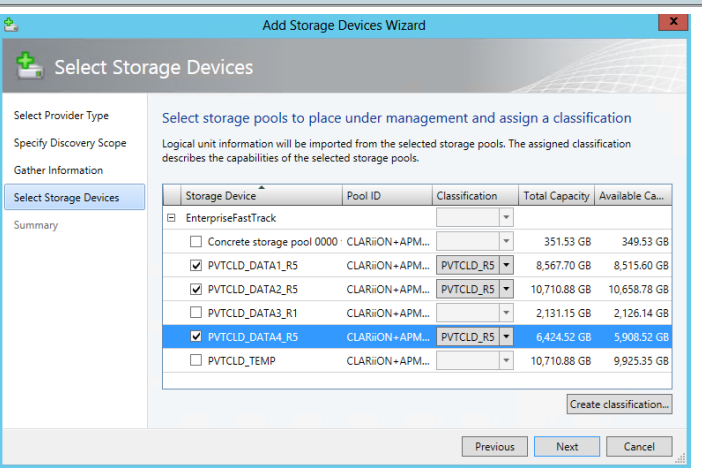 Add Storage Devices Wizard
x
Select Storage Devices
Select Provider Type
Specify Discovery Scope
Gather Information
Select Storage Devices
Summary
Select storage pools to place under management and assign a classification
Logical unit information will be imported from the selected storage pools. The assigned classification
describes the capabilities of the selected storage pools.
Storage Device Pool ID Classification Total Capacity Available Ca...
EnterpriseFastTrack
Concrete storage pool 0000 CLARiiON+APM... 351.53 GB 349.53 GB
PVTCLD_DATA1_R5 CLARiiON+APM... PVTCLD_R5 8,567.70 GB 8,515.60 GB
PVTCLD_DATA2_R5 CLARiiON+APM... PVTCLD_R5 10,710.88 GB 10,658.78 GB
PVTCLD_DATA3_R1 CLARiiON+APM... 2,131.15 GB 2,126.14 GB
PVTCLD_DATA4_R5 CLARiiON+APM... PVTCLD_R5 6,424.52 GB 5,908.52 GB
PVTCLD_TEMP CLARiiON+APM... 10,710.88 GB 9,925.35 GB
Create classification...
Previous Next Cancel